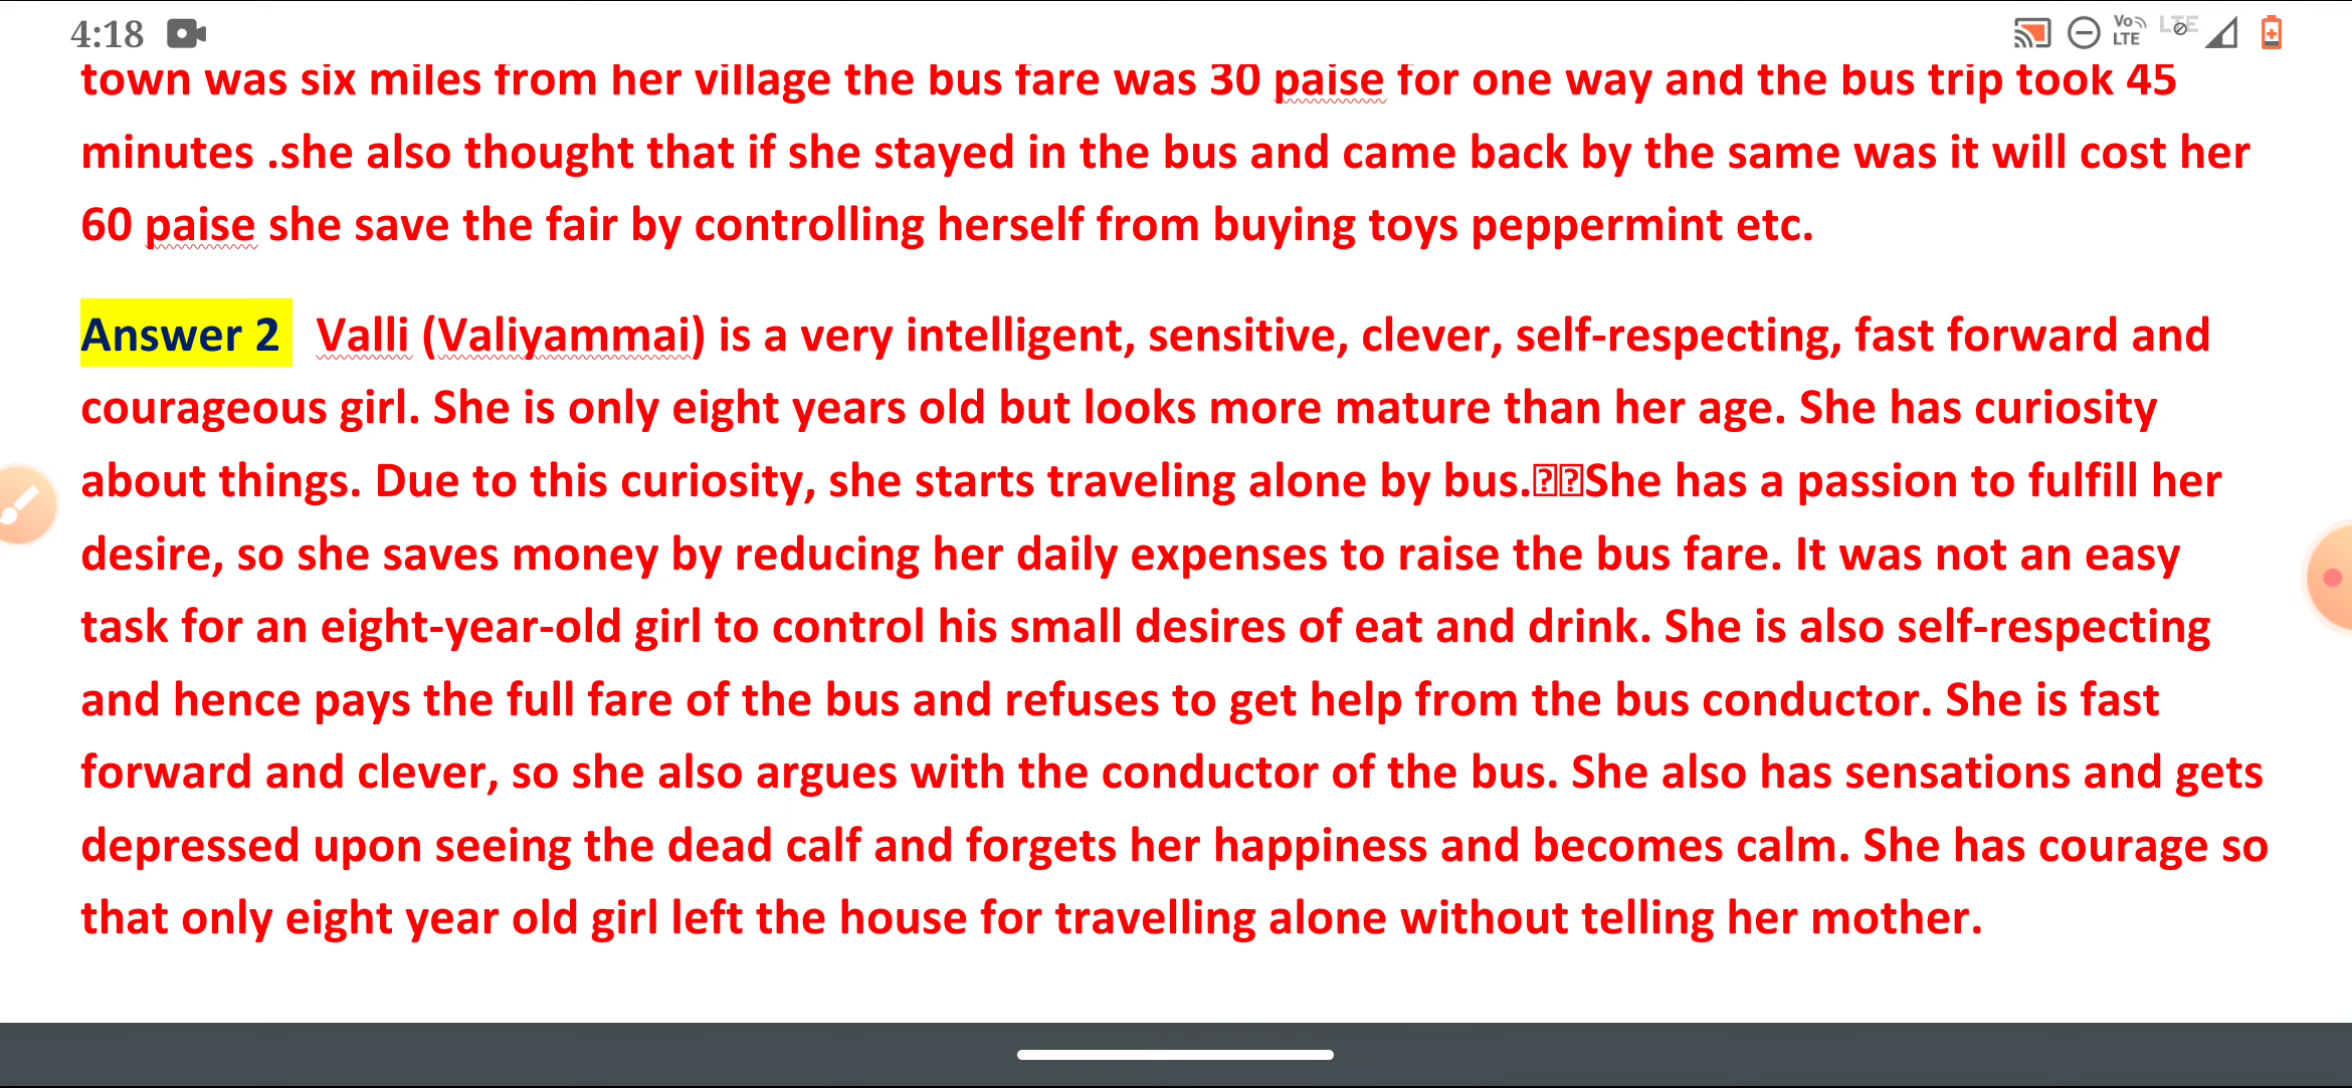 4:18 Vo LTE LTE
town was six miles from her village the bus fare was 30 paise for one way and the bus trip took 45
minutes .she also thought that if she stayed in the bus and came back by the same was it will cost her
60 paise she save the fair by controlling herself from buying toys peppermint etc.
Answer 2 Valli (Valiyammai) is a very intelligent, sensitive, clever, self-respecting, fast forward and
courageous girl. She is only eight years old but looks more mature than her age. She has curiosity
about things. Due to this curiosity, she starts traveling alone by bus.⍰⍰She has a passion to fulfill her
desire, so she saves money by reducing her daily expenses to raise the bus fare. It was not an easy
task for an eight-year-old girl to control his small desires of eat and drink. She is also self-respecting
and hence pays the full fare of the bus and refuses to get help from the bus conductor. She is fast
forward and clever, so she also argues with the conductor of the bus. She also has sensations and gets
depressed upon seeing the dead calf and forgets her happiness and becomes calm. She has courage so
that only eight year old girl left the house for travelling alone without telling her mother.